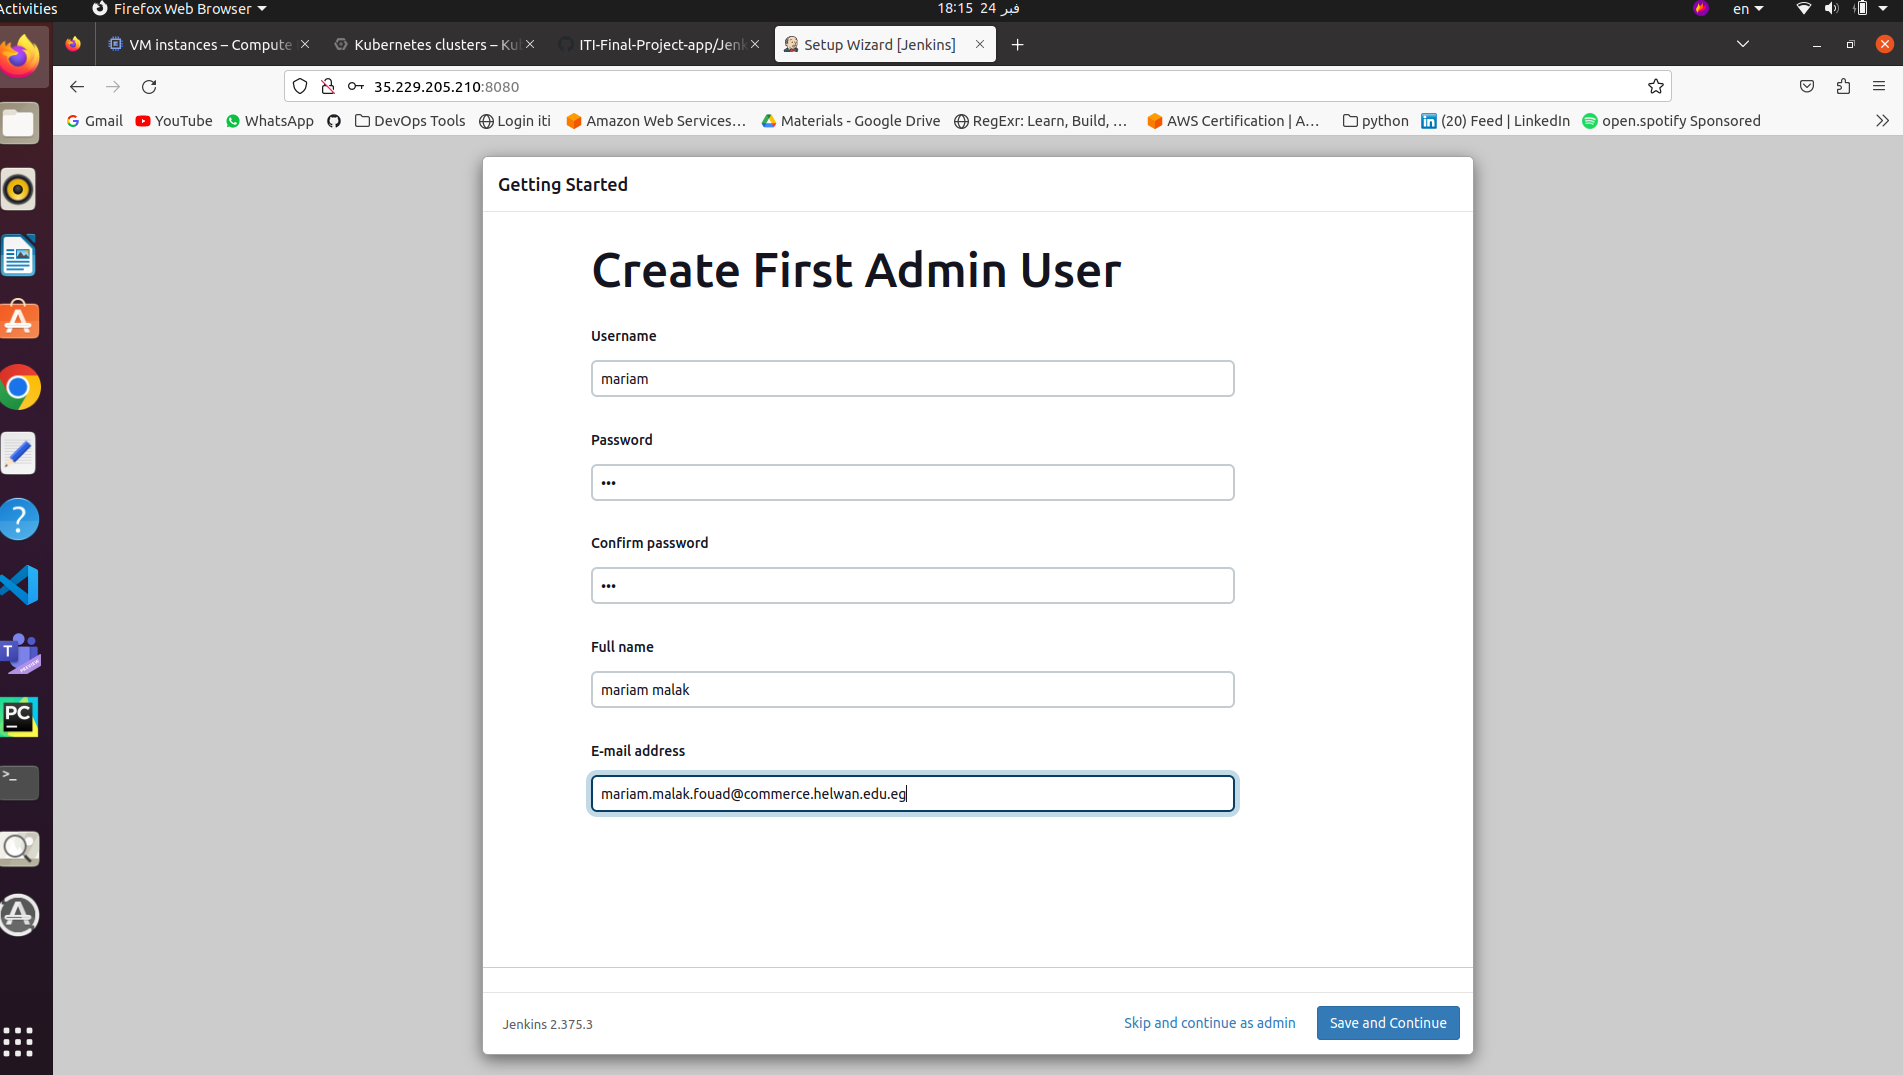 Activities
Firefox Web Browser
18:15 24 فبر
en
VM instances – Compute
Kubernetes clusters – Ku
ITI-Final-Project-app/Jenk
Setup Wizard [Jenkins]
35.229.205.210:8080
Gmail
YouTube
WhatsApp
DevOps Tools
Login iti
Amazon Web Services…
Materials - Google Drive
RegExr: Learn, Build, …
AWS Certification | A…
python
(20) Feed | LinkedIn
open.spotify Sponsored
Getting Started
Create First Admin User
Username
mariam
Password
•••
Confirm password
•••
Full name
mariam malak
E-mail address
mariam.malak.fouad@commerce.helwan.edu.eg
Jenkins 2.375.3
Skip and continue as admin
Save and Continue